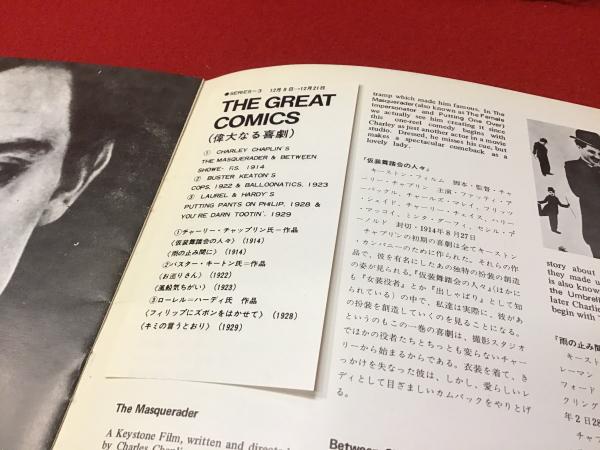 ●SERIES-3 12月8日→12月21日
THE GREAT
COMICS
(偉大なる喜劇)
① CHARLEY CHAPLIN'S
THE MASQUERADER & BETWEEN
SHOWE- RS, 1914
② BUSTER KEATON'S
COPS, 1922 & BALLOONATICS, 1923
③ LAUREL & HARDY'S
PUTTING PANTS ON PHILIP, 1928 &
YOU'RE DARN TOOTIN', 1929
①チャーリー・チャップリン氏=作品
《仮装舞踏会の人々》(1914)
《雨の止み間に》(1914)
②バスター・キートン氏=作品
《お巡りさん》(1922)
《風船気ちがい》(1923)
③ローレル=ハーディ氏 作品
《フィリップにズボンをはかせて》(1928)
《キミの言うとおり》(1929)
The Masquerader
A Keystone Film, written and directed
by Charles Chaplin
tramp which made him famous. In The
Masquerader (also known as The Female
Impersonator and Putting One Over)
we actually see him creating it since
this one-reel comedy begins with
Charley as just another actor in a movie
studio. Dressed, he misses his cue, but
makes a spectacular comeback as a
lovely lady.
『仮装舞踏会の人々』
キーストン・フィルム 脚本・監督・チャ
ーリー・チャップリン 主演・ファッティ・ア
ーバックル、チャールズ・マレイ、フリッツ
・シェイド、チャーリー・チェイス、ハリー
・マッコイ、ミンタ・ダーフィ、セシル・ア
ーノルド 封切・1914年8月27日
チャプリンの初期の喜劇は全てキーストン
・カンパニーのために作られた。それらの作
品で、彼を有名にしたあの独特の扮装の創造
の姿が見られる。『仮装舞踏会の人々』(ほかに
も『女装役者』とか『出しゃばり』として知
られている)の中で、私達は実際に、彼があ
の扮装を創造していくのを見ることになる。
というのもこの一巻の喜劇は、撮影スタジオ
でほかの役者たちとちっとも変らないチャー
リーから始まるからである。衣装を着て、き
っかけを失なった彼は、しかし、愛らしいレ
ディとして目ざましいカムバックをやりとげ
る。
story about
they made u
is also known
the Umbrel
later Charlie
begin with
『雨の止み間
キースト
レーマン
フォード
クリング
年2日28
チャプ